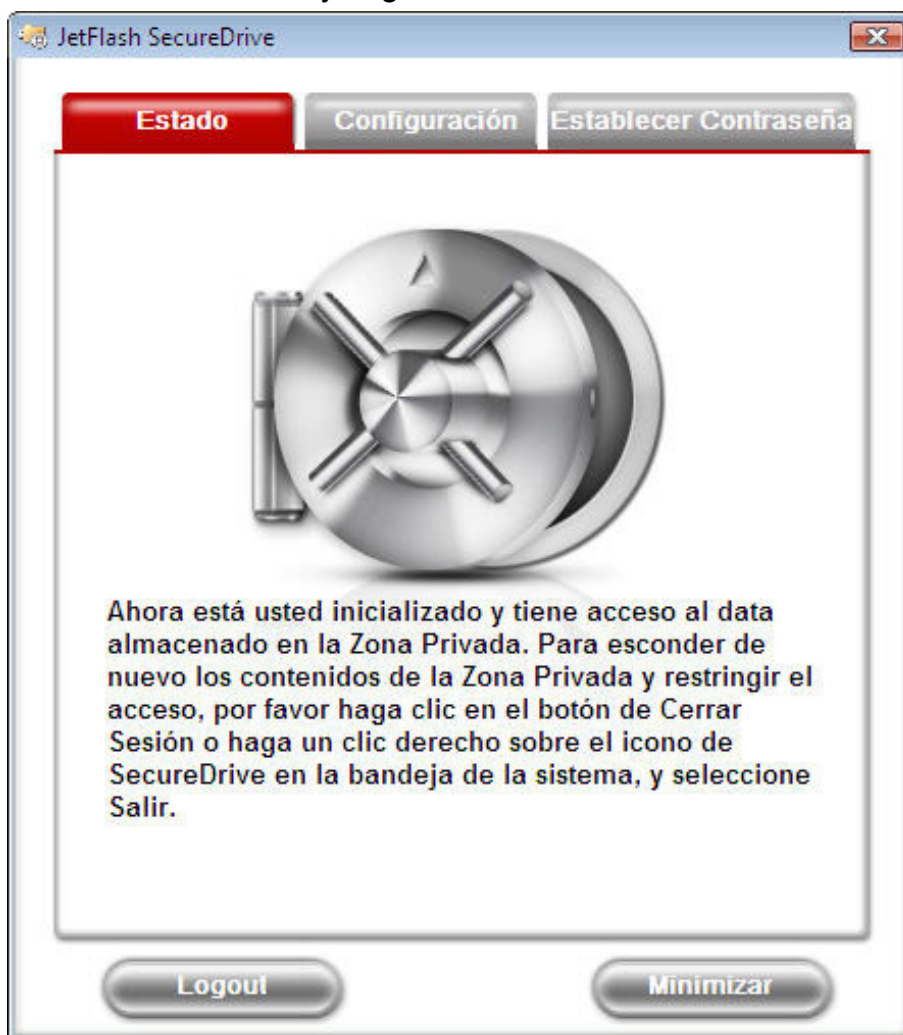 JetFlash SecureDrive
Estado
Configuración
Establecer Contraseña
Ahora está usted inicializado y tiene acceso al data
almacenado en la Zona Privada. Para esconder de
nuevo los contenidos de la Zona Privada y restringir el
acceso, por favor haga clic en el botón de Cerrar
Sesión o haga un clic derecho sobre el icono de
SecureDrive en la bandeja de la sistema, y seleccione
Salir.
Logout
Minimizar